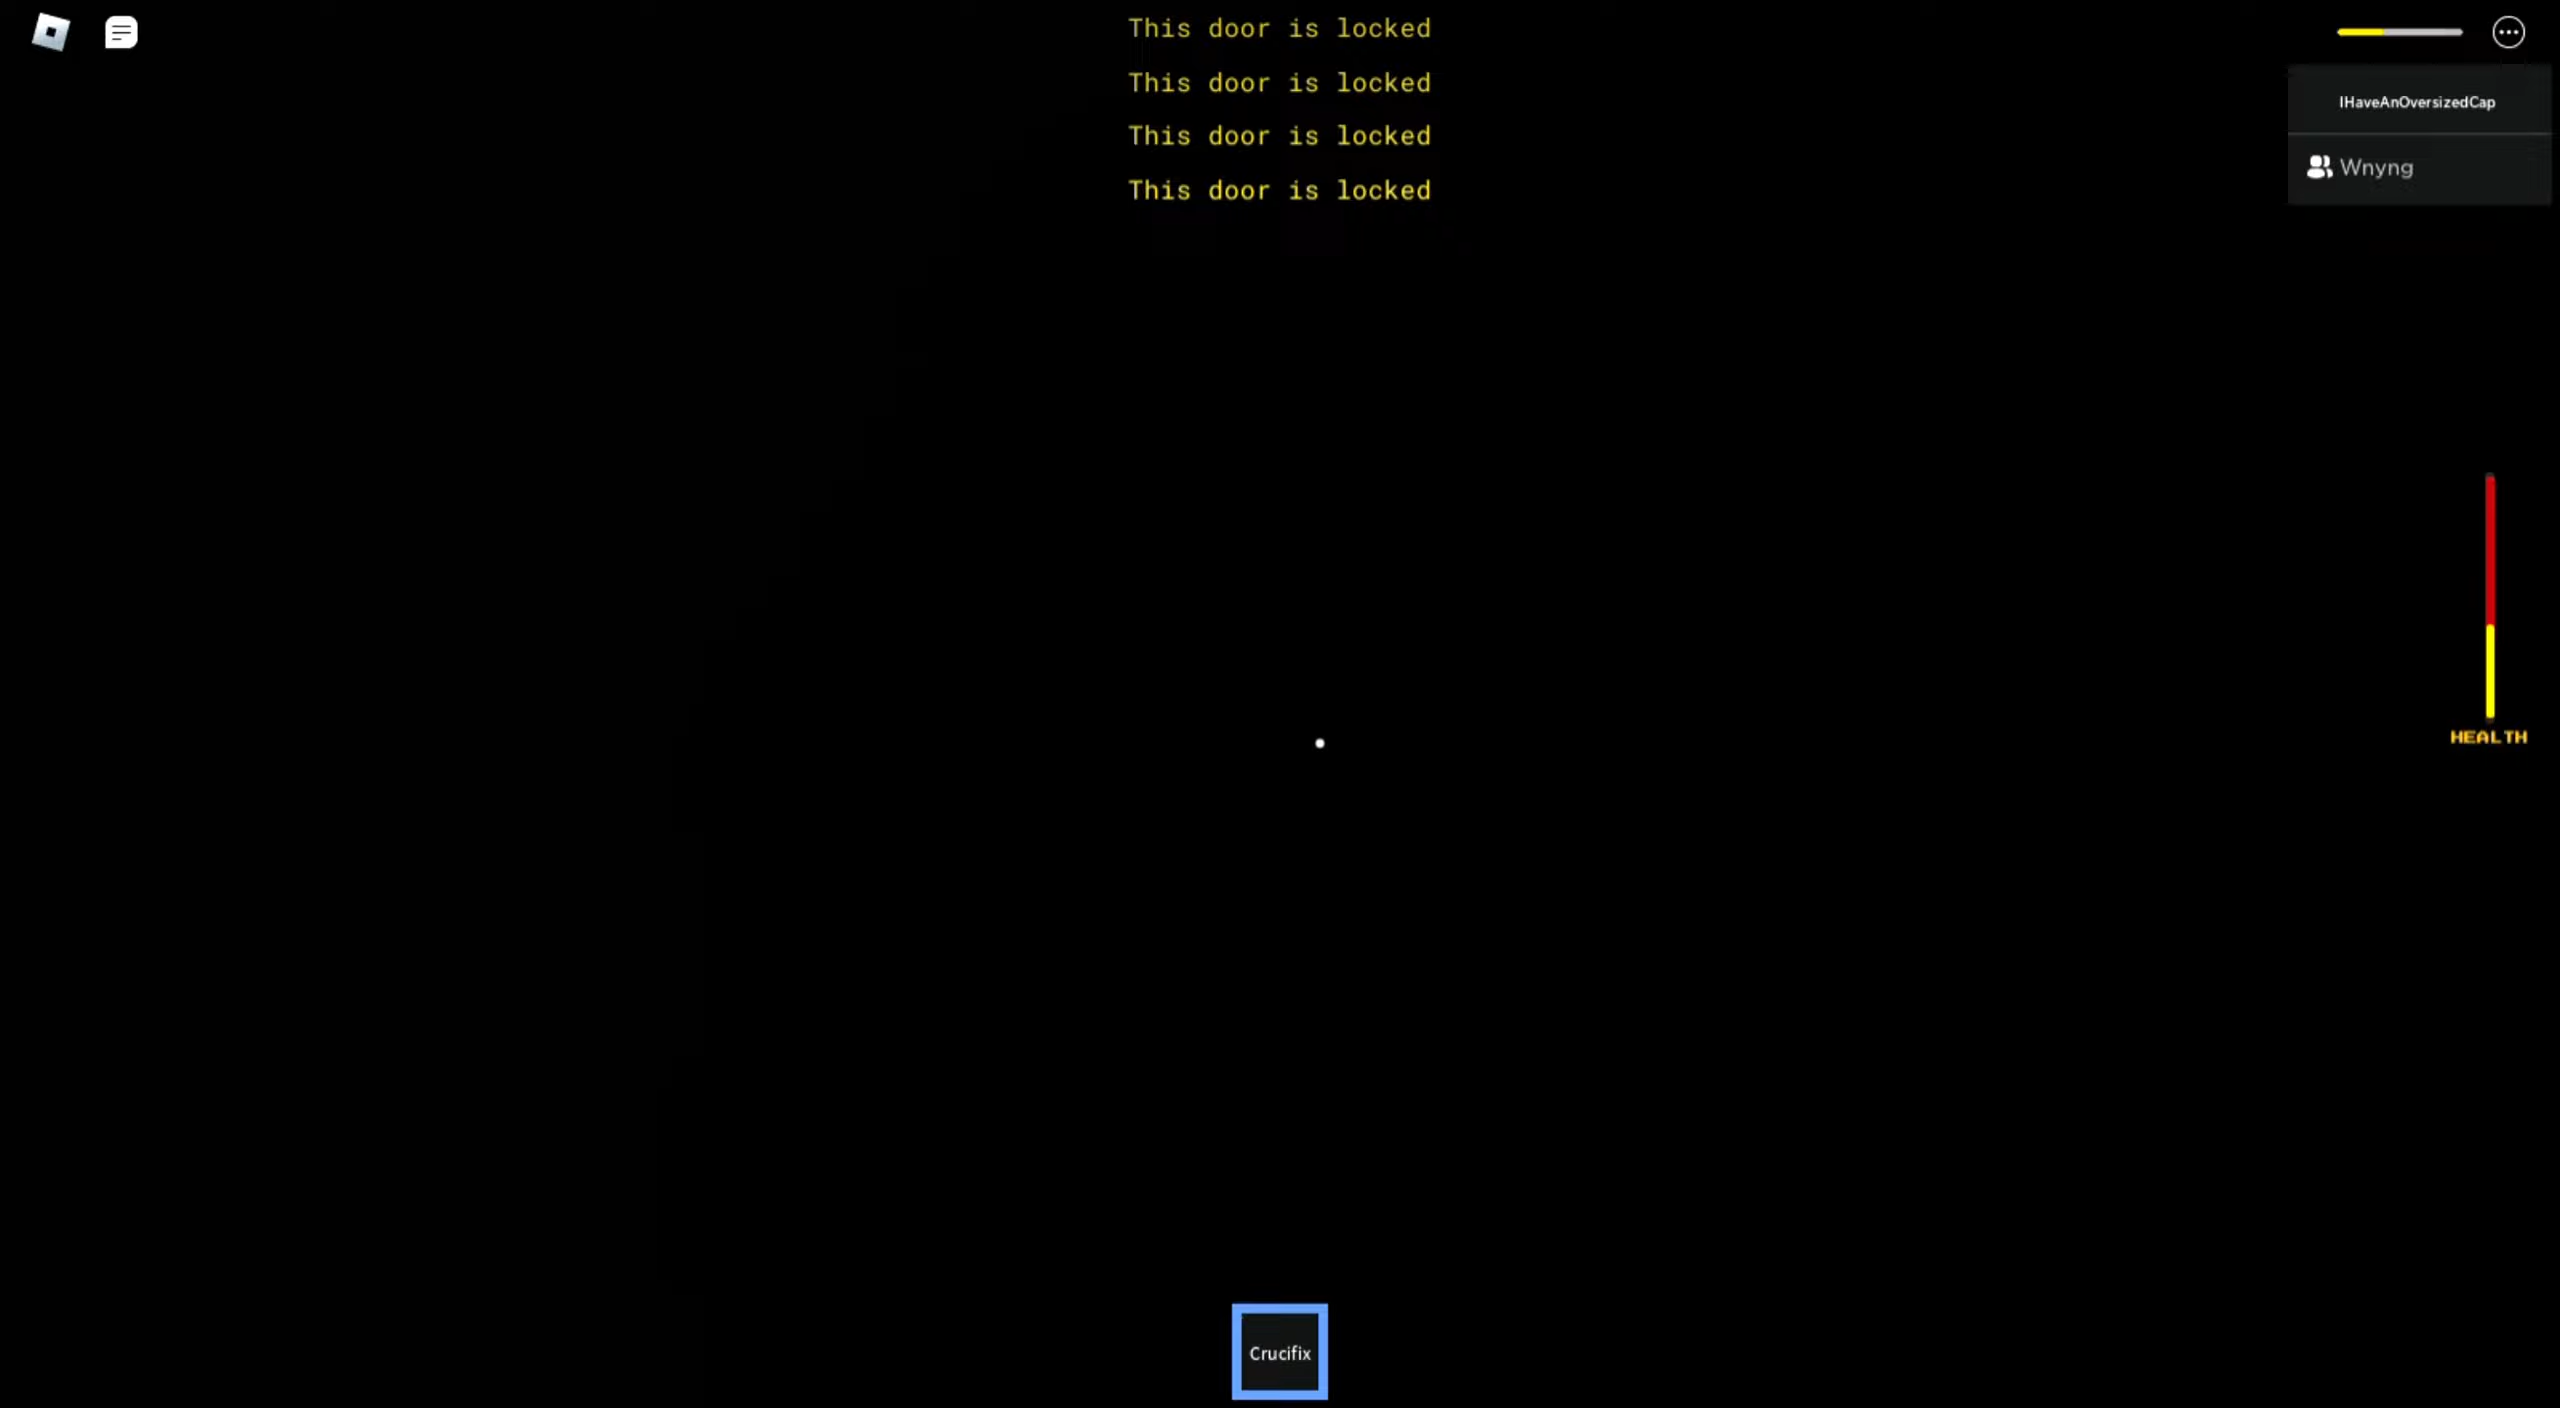 This door is locked
This door is locked
This door is locked
This door is locked
IHaveAnOversizedCap
Wnyng
HEALTH
Crucifix